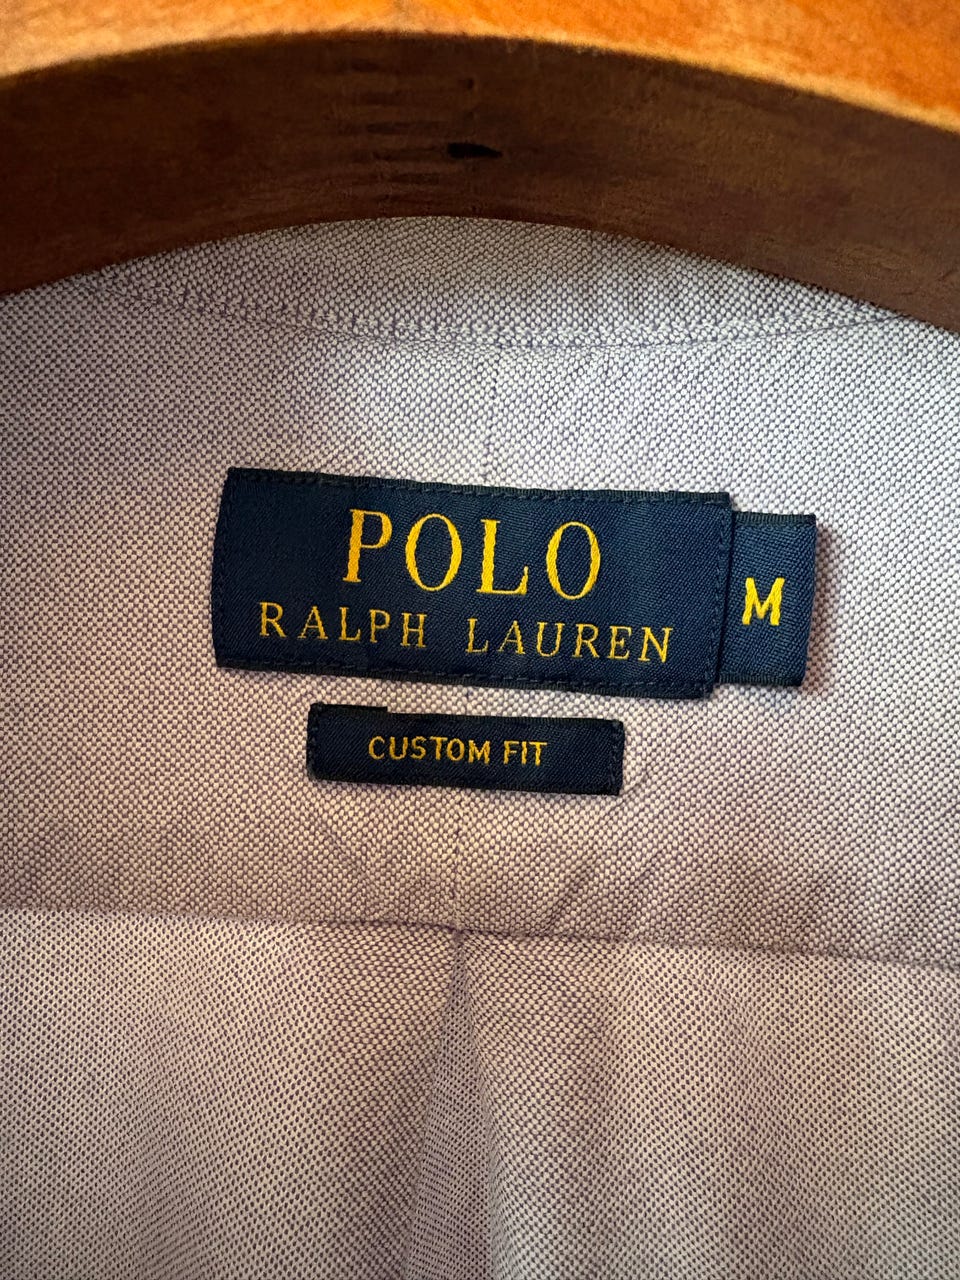 POLO
RALPH LAUREN
M
CUSTOM FIT